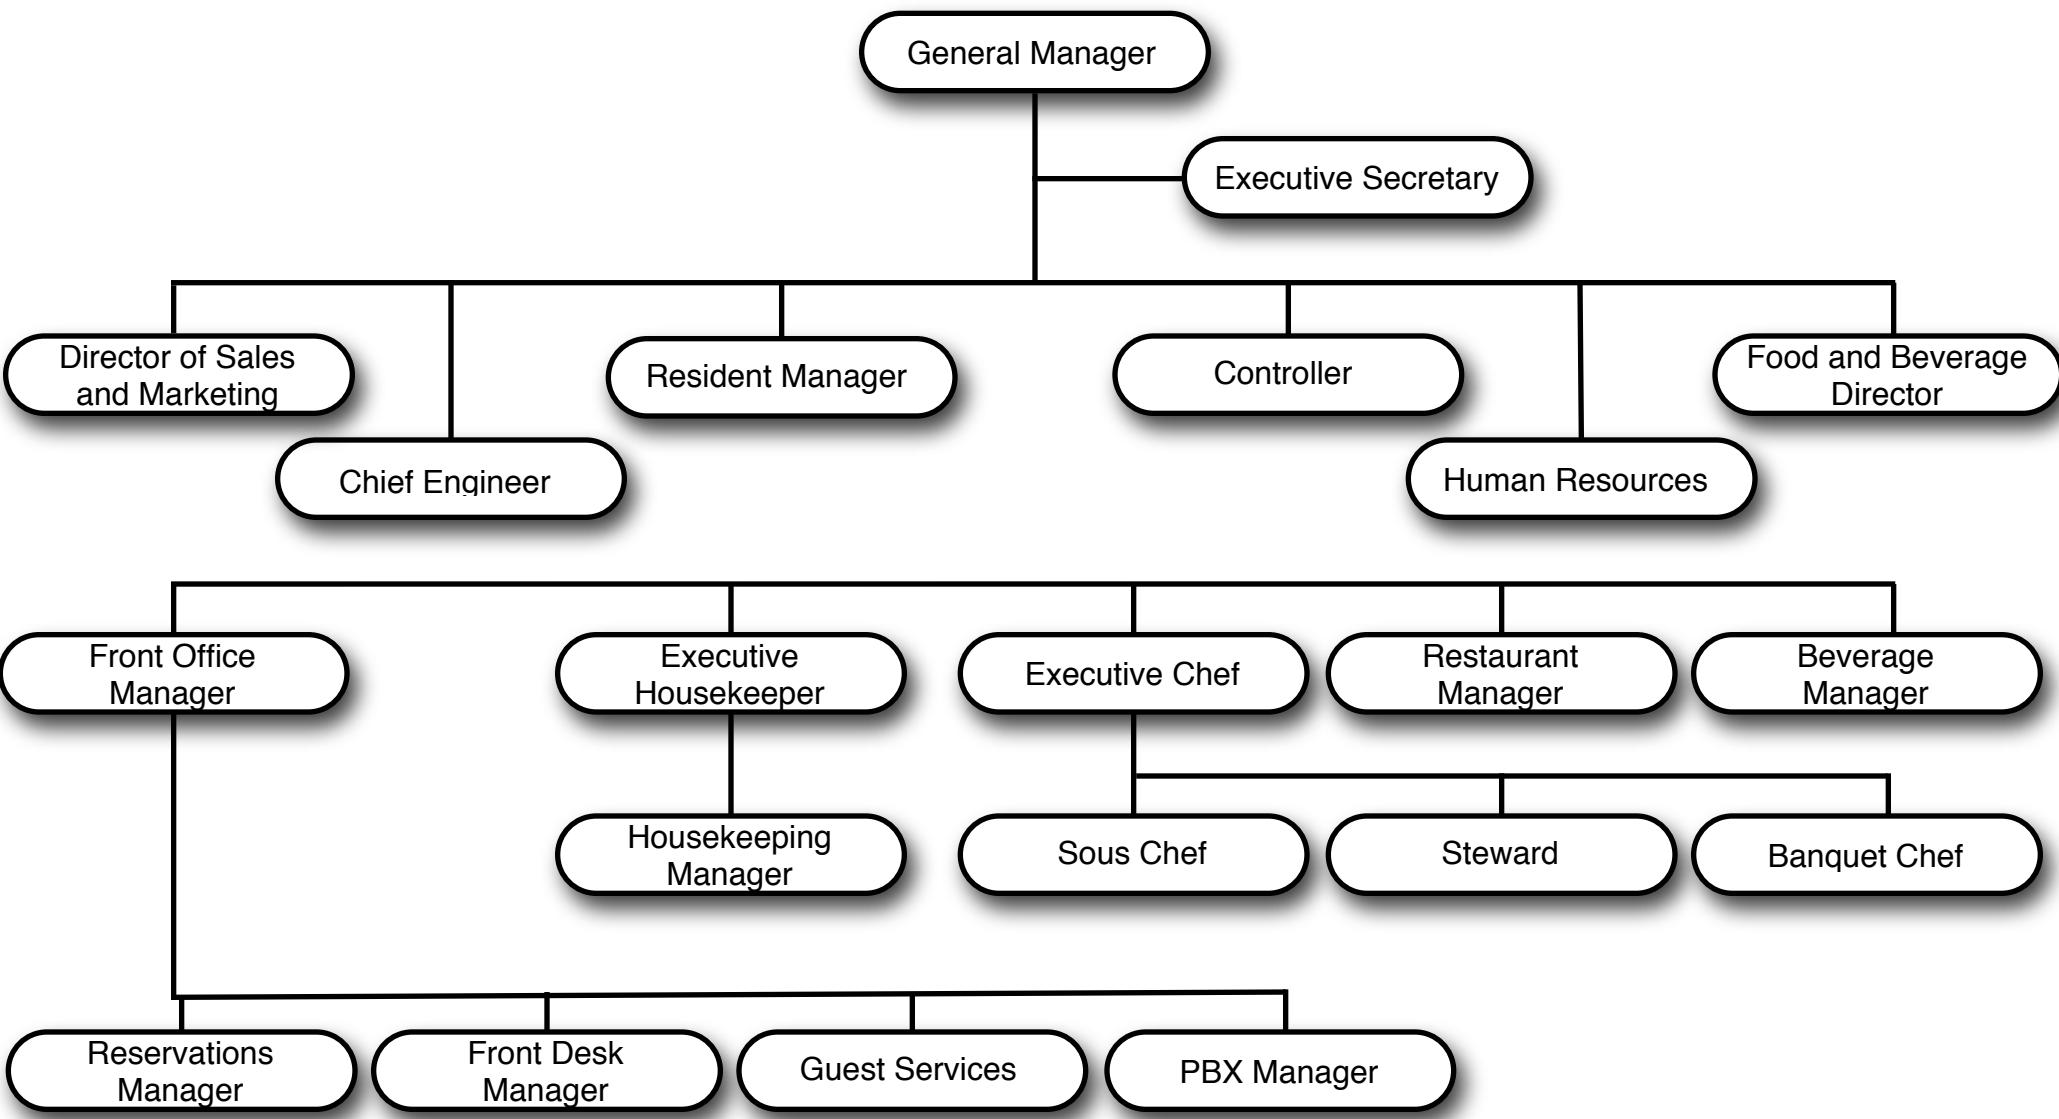 General Manager
Executive Secretary
Director of Sales
and Marketing
Resident Manager
Controller
Food and Beverage
Director
Chief Engineer
Human Resources
Front Office
Manager
Executive
Housekeeper
Executive Chef
Restaurant
Manager
Beverage
Manager
Housekeeping
Manager
Sous Chef
Steward
Banquet Chef
Reservations
Manager
Front Desk
Manager
Guest Services
PBX Manager